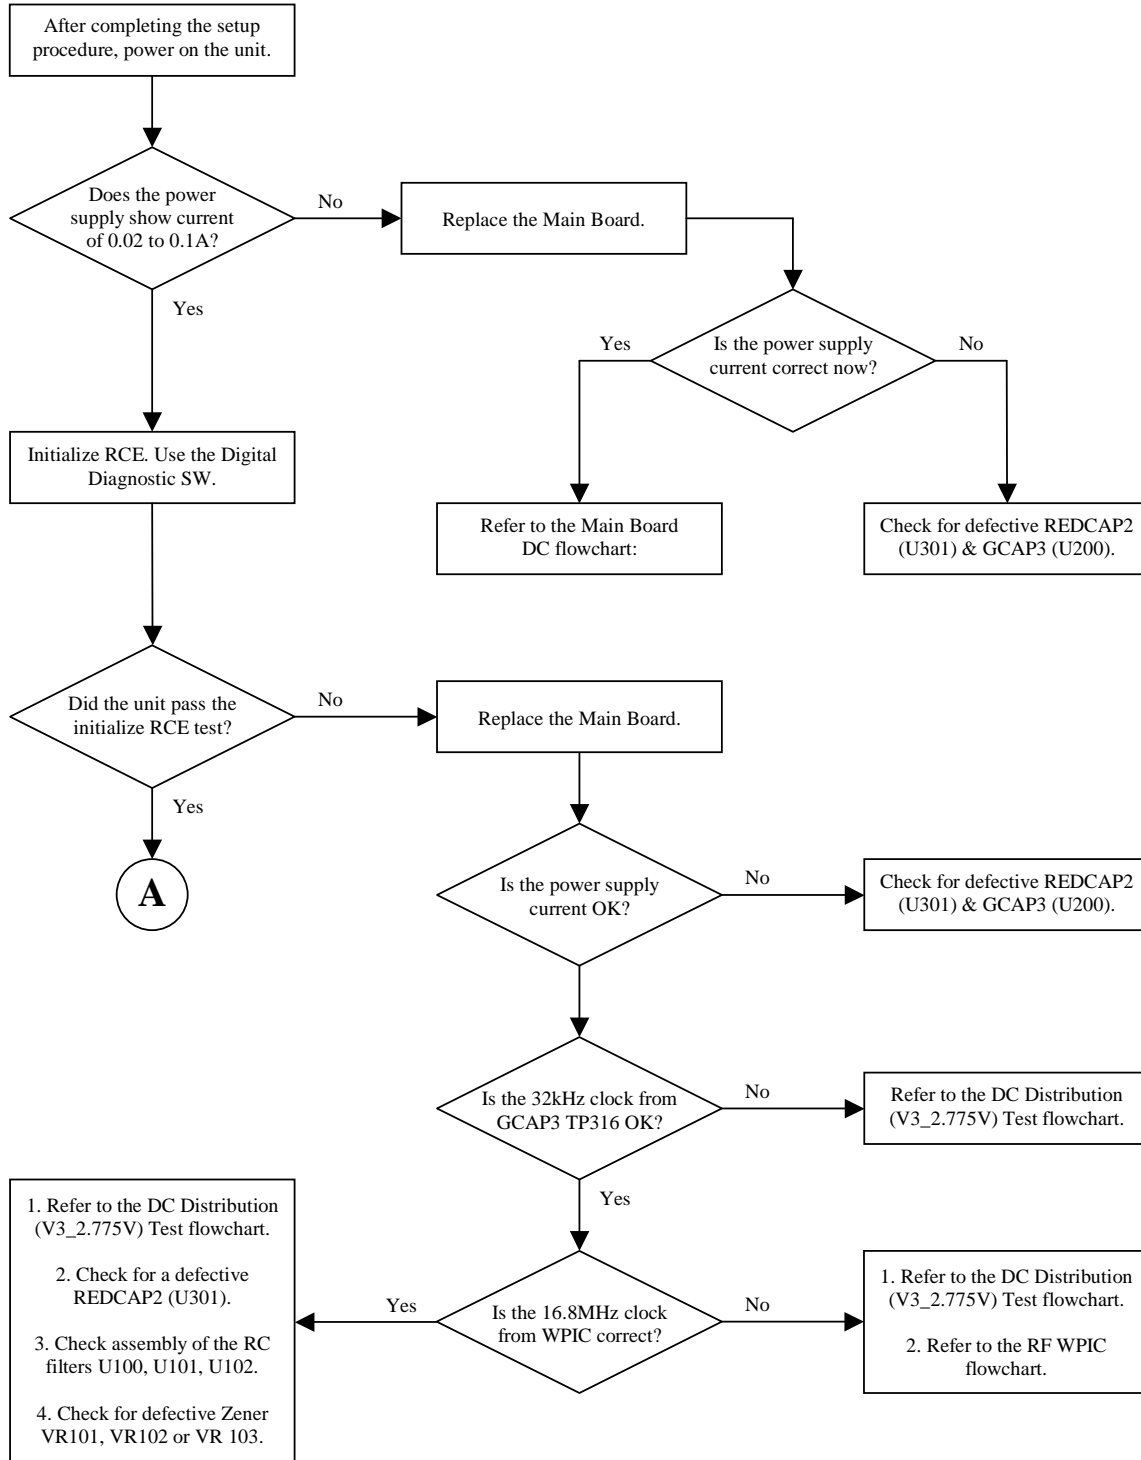 After completing the setup
procedure, power on the unit.
Does the power
supply show current
of 0.02 to 0.1A?
No
Replace the Main Board.
Yes
Is the power supply
current correct now?
Yes
No
Initialize RCE. Use the Digital
Diagnostic SW.
Refer to the Main Board
DC flowchart:
Check for defective REDCAP2
(U301) & GCAP3 (U200).
Did the unit pass the
initialize RCE test?
No
Replace the Main Board.
Yes
A
Is the power supply
current OK?
No
Check for defective REDCAP2
(U301) & GCAP3 (U200).
Is the 32kHz clock from
GCAP3 TP316 OK?
No
Refer to the DC Distribution
(V3_2.775V) Test flowchart.
Yes
Is the 16.8MHz clock
from WPIC correct?
Yes
1. Refer to the DC Distribution
(V3_2.775V) Test flowchart.
2. Check for a defective
REDCAP2 (U301).
3. Check assembly of the RC
filters U100, U101, U102.
4. Check for defective Zener
VR101, VR102 or VR 103.
No
1. Refer to the DC Distribution
(V3_2.775V) Test flowchart.
2. Refer to the RF WPIC
flowchart.